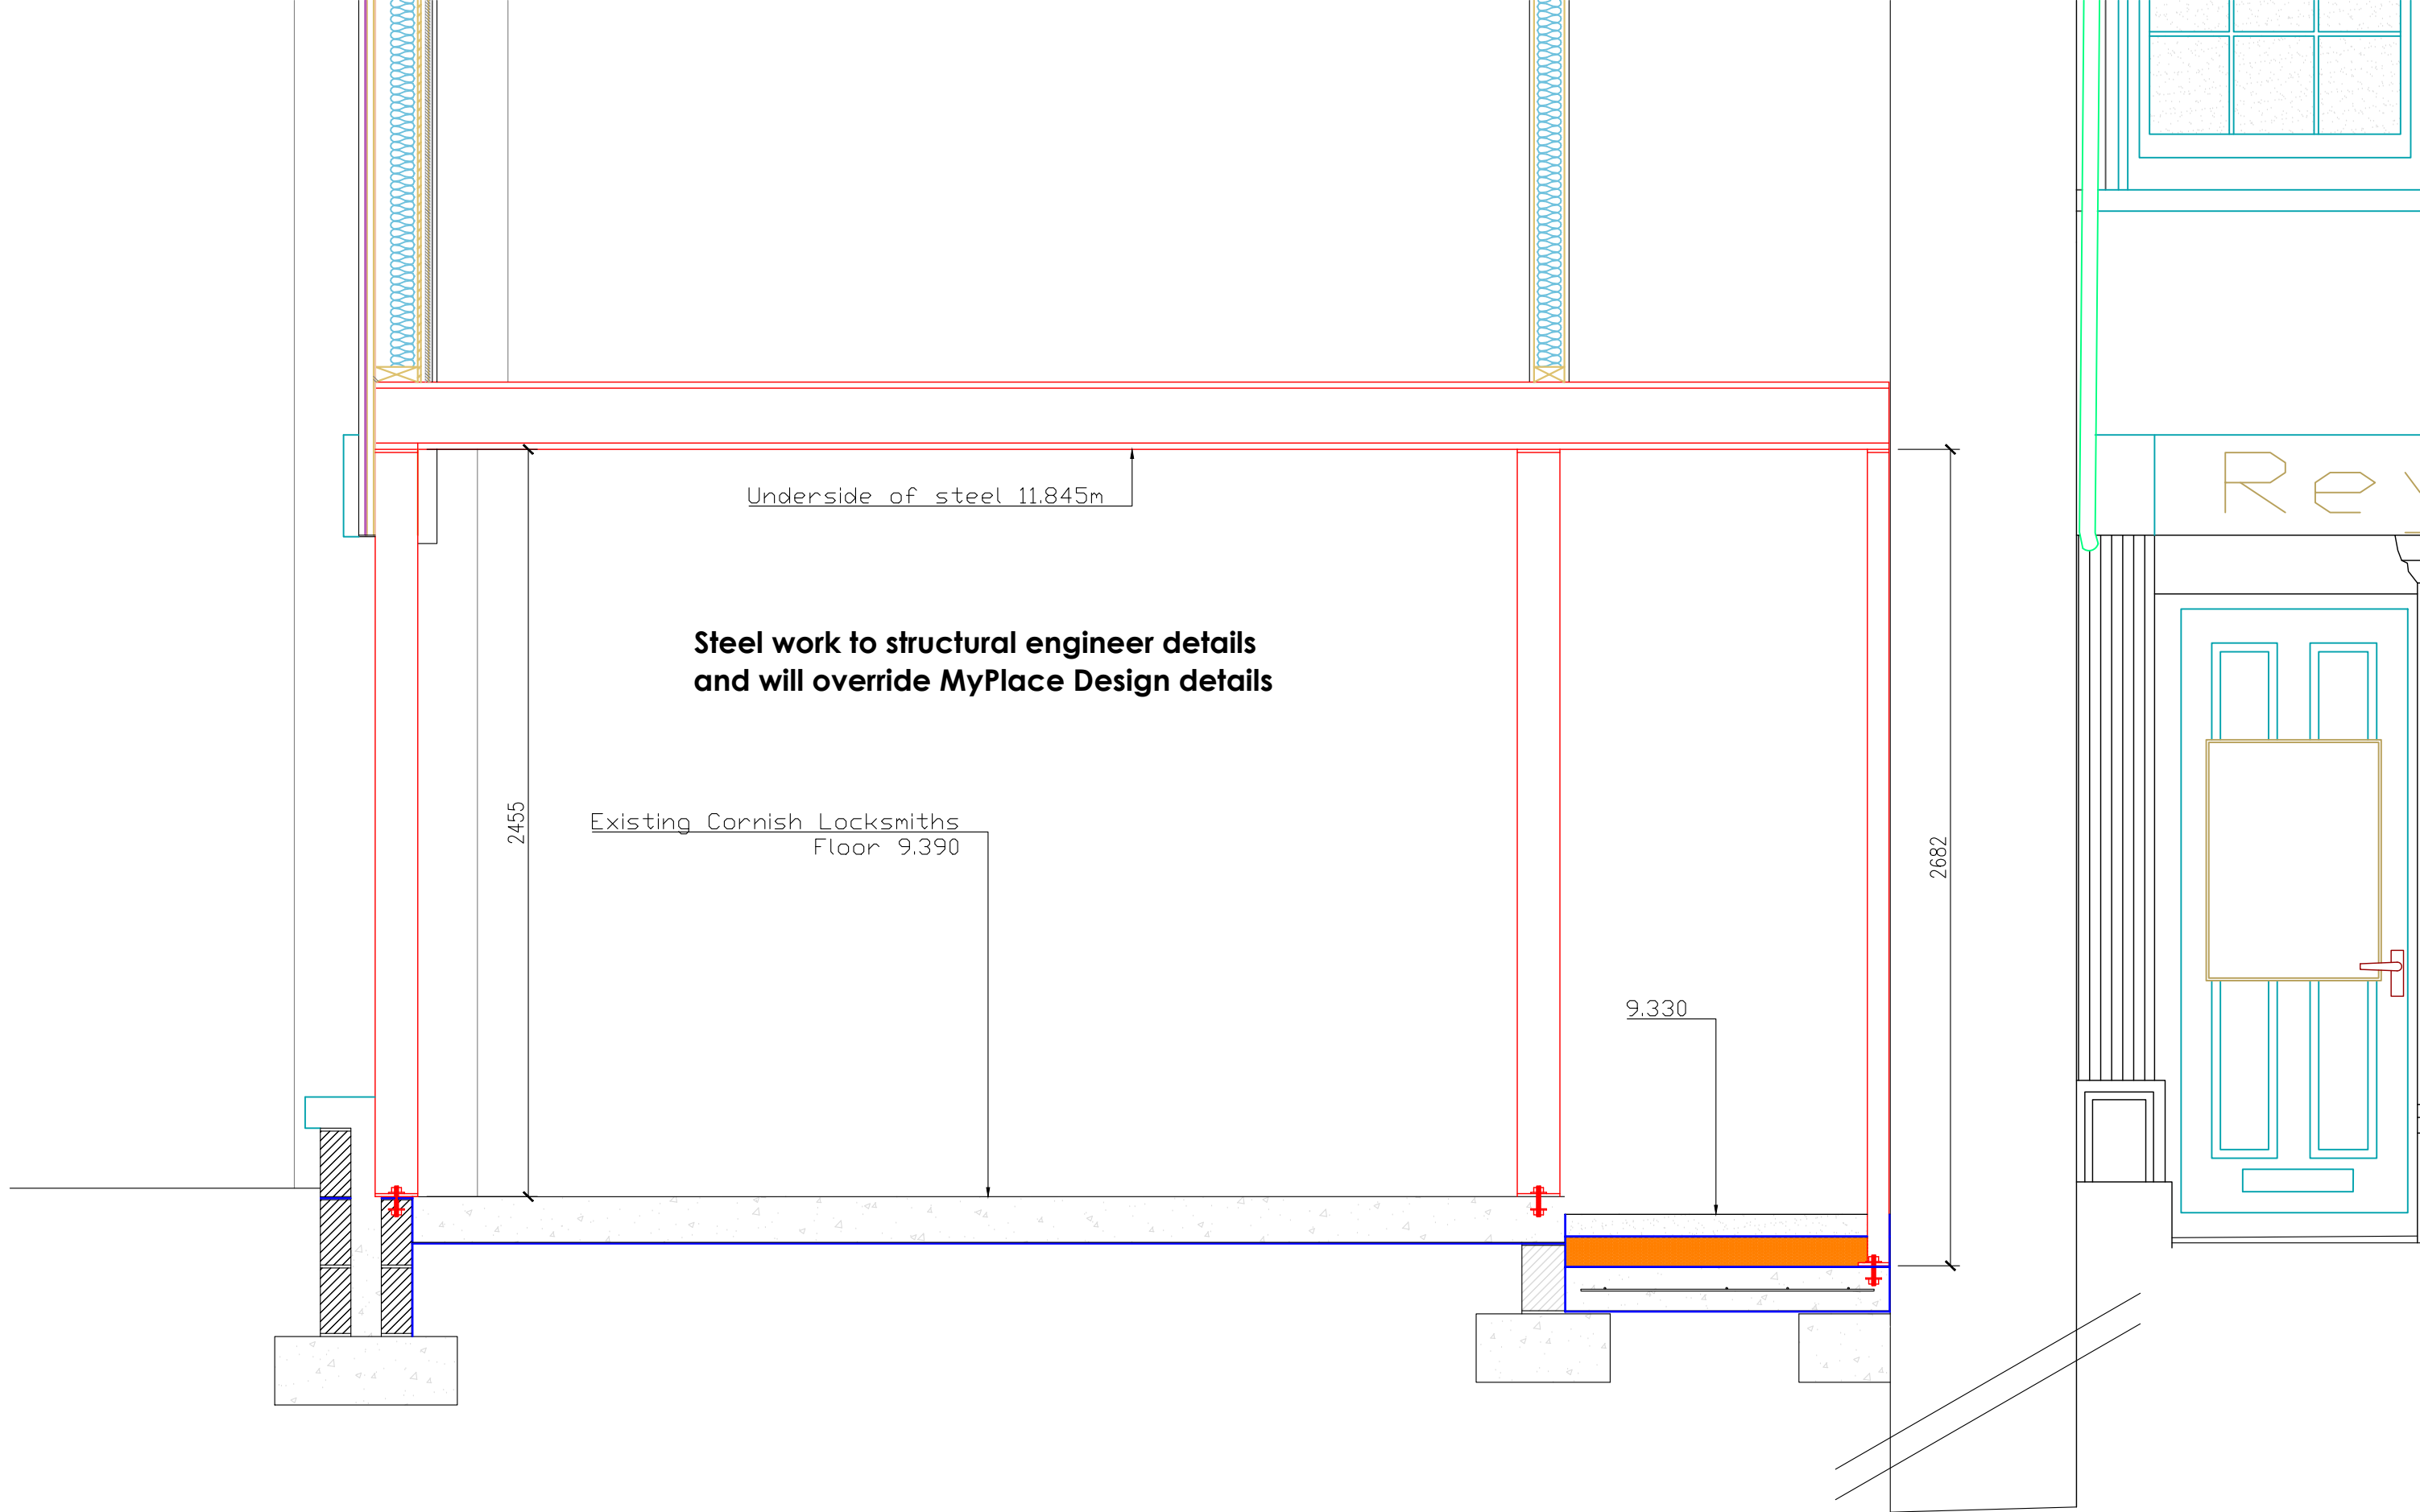 Underside of steel 11.845m
Rey
Steel work to structural engineer details
and will override MyPlace Design details
2455
Existing Cornish Locksmiths
Floor 9.390
2682
9.330